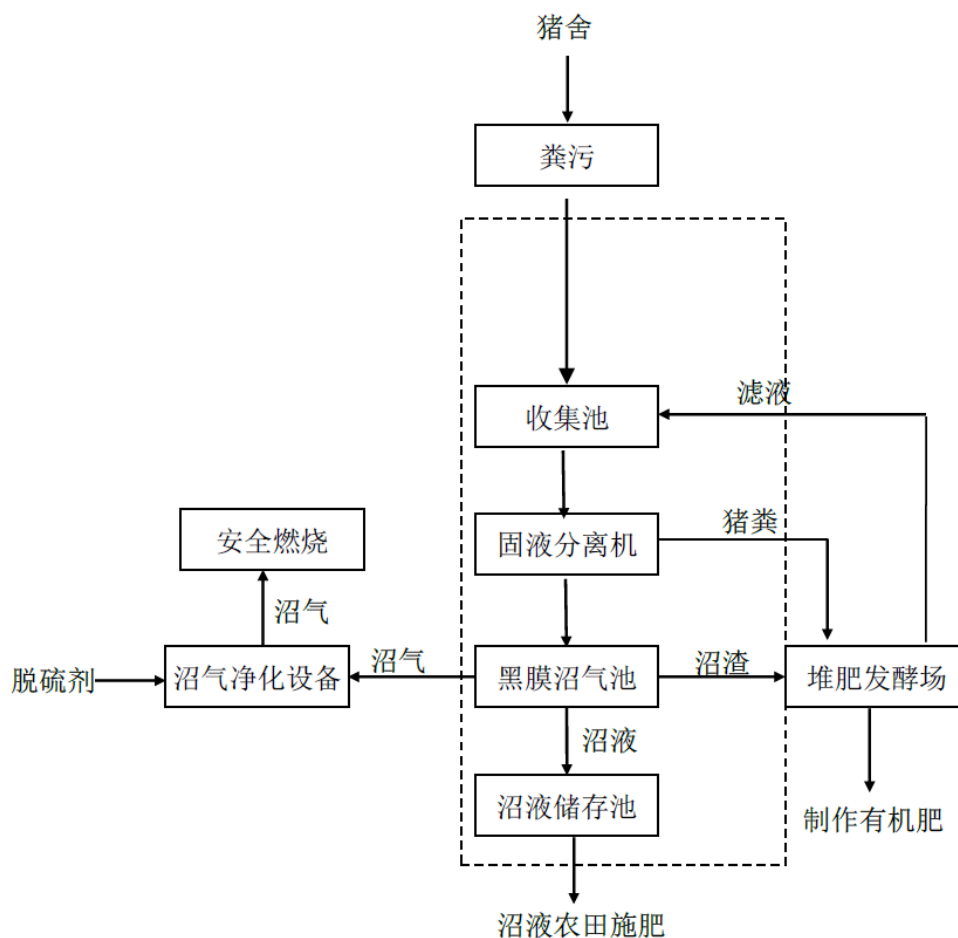 猪舍
粪污
滤液
收集池
猪粪
安全燃烧
固液分离机
沼气
沼气
沼渣
脱硫剂
沼气净化设备
黑膜沼气池
堆肥发酵场
沼液
沼液储存池
制作有机肥
沼液农田施肥